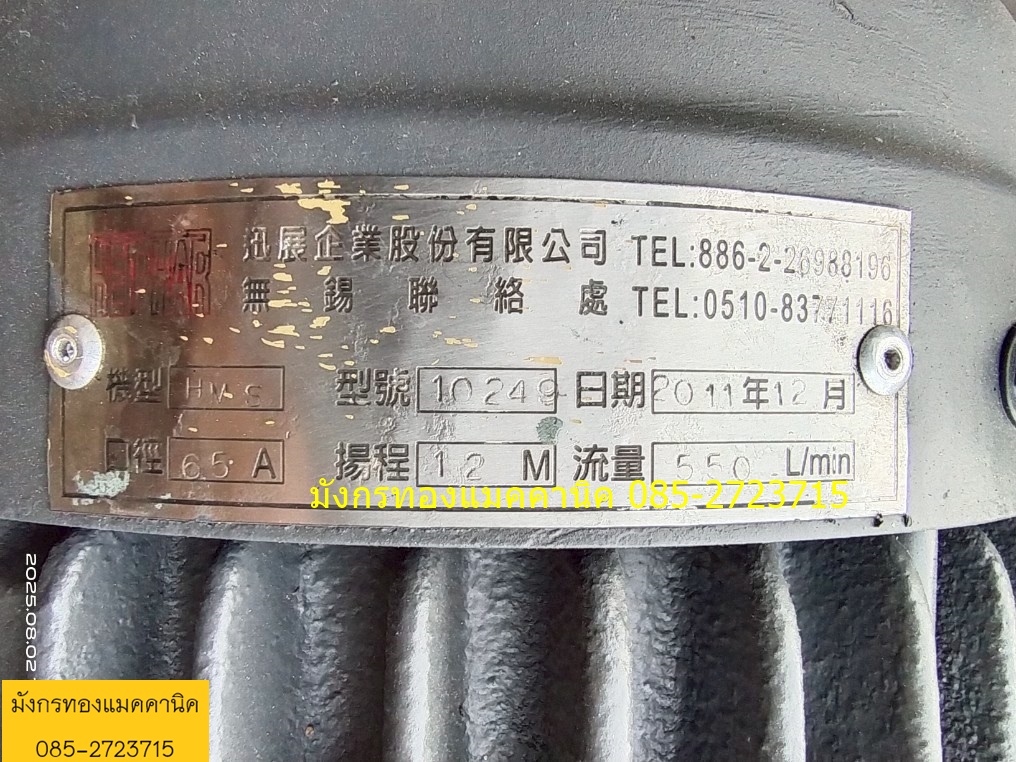 迅展企業股份有限公司 TEL:886-2-26988196
無錫聯絡處 TEL:0510-83771116
機型 HWS 型號 10249 日期 2011年12月
口徑 65 A 揚程 12 M 流量 550 L/min
มังกรทองแมคคานิค 085-2723715
2025.08.02
มังกรทองแมคคานิค
085-2723715